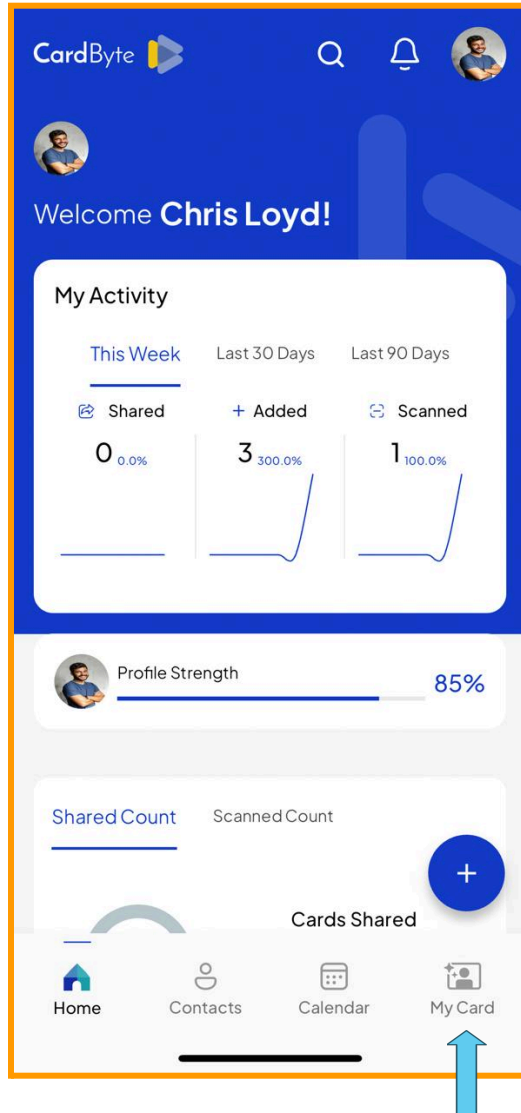 CardByte
Welcome Chris Loyd!
My Activity
This Week Last 30 Days Last 90 Days
Shared + Added Scanned
0 0.0% 3 300.0% 1 100.0%
Profile Strength
85%
Shared Count Scanned Count
+
Cards Shared
Home Contacts Calendar My Card